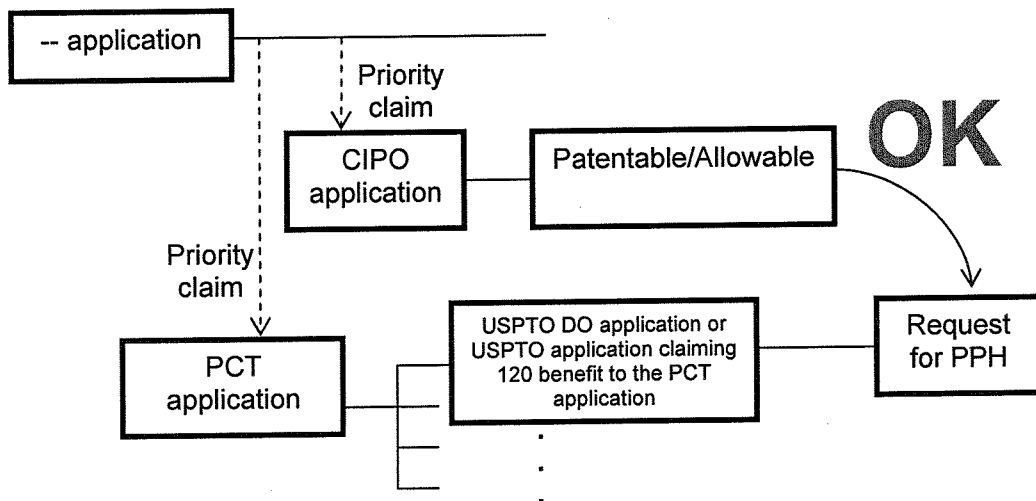 -- application
Priority
claim
OK
CIPO
application
Patentable/Allowable
Priority
claim
PCT
application
USPTO DO application or
USPTO application claiming
120 benefit to the PCT
application
Request
for PPH